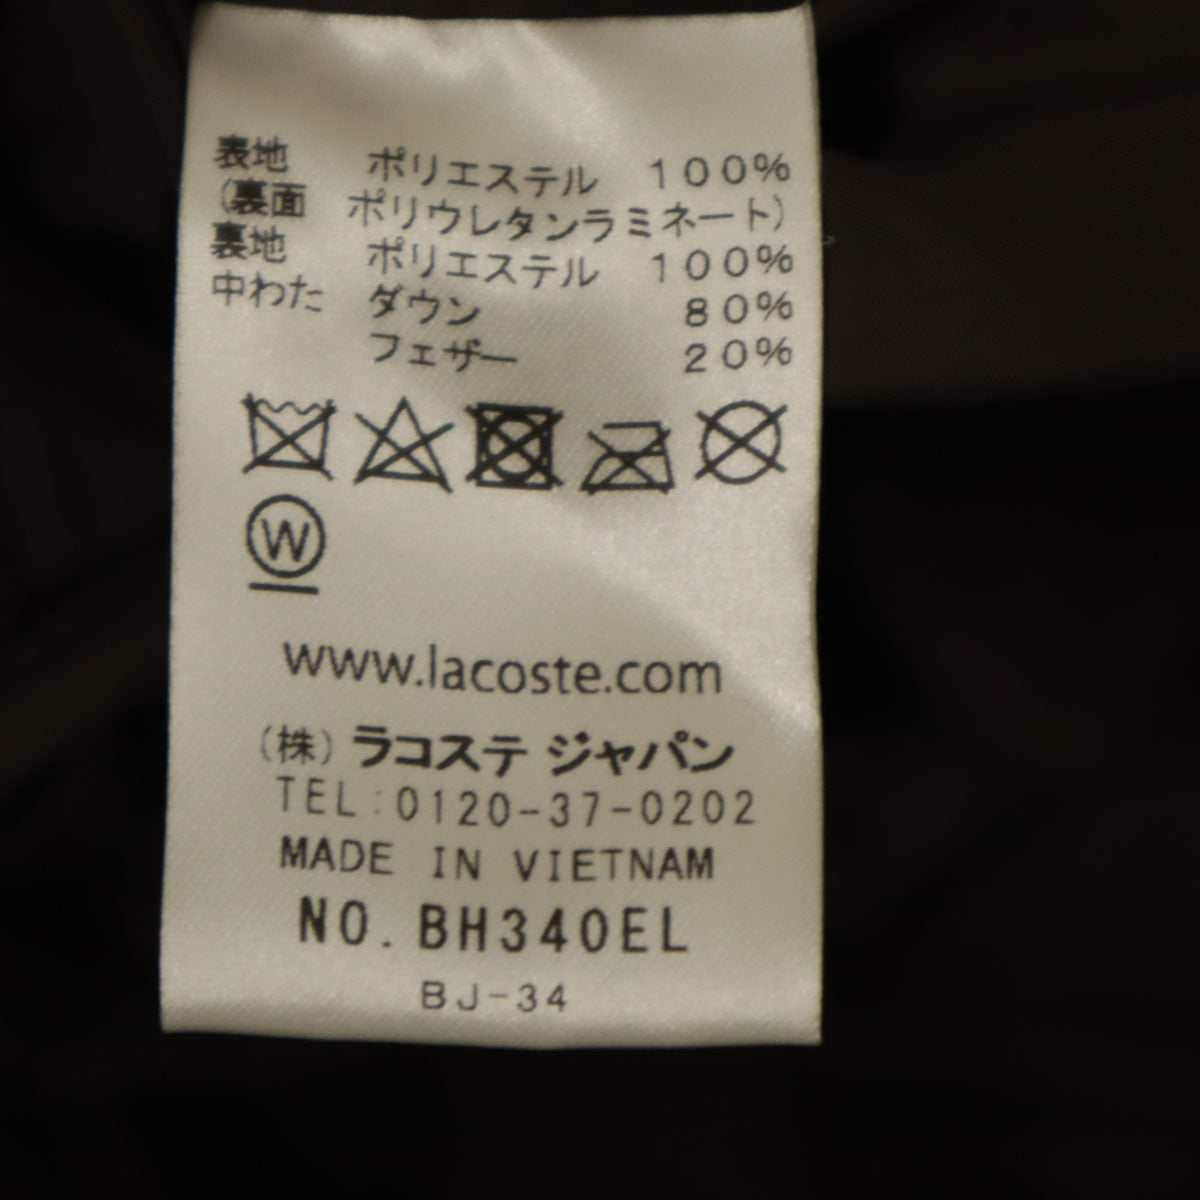 表地 ポリエステル 100%
(裏面 ポリウレタンラミネート)
裏地 ポリエステル 100%
中わた ダウン 80%
フェザー 20%
W
www.lacoste.com
(株) ラコステ ジャパン
TEL:0120-37-0202
MADE IN VIETNAM
NO. BH340EL
BJ-34